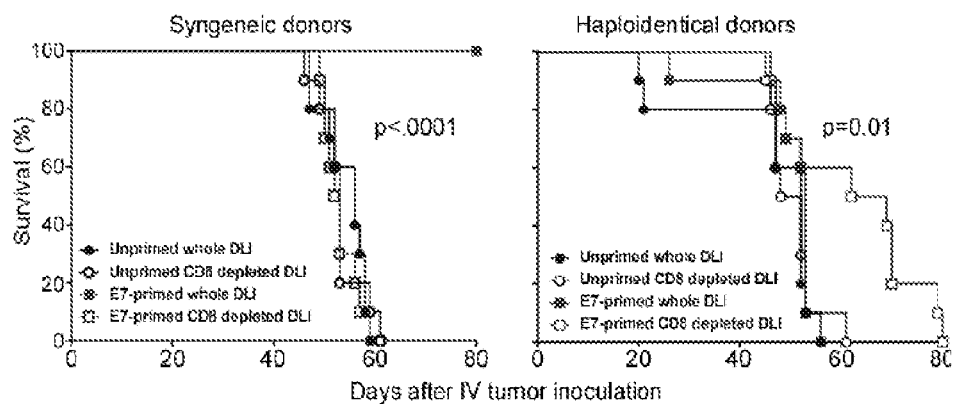 Syngeneic donors
Haploidentical donors
Survival (%)
100
80
60
40
20
0
p<.0001
Unprimed whole DLI
Unprimed CD8 depleted DLI
E7-primed whole DLI
E7-primed CD8 depleted DLI
0 20 40 60 80
p=0.01
Unprimed whole DLI
Unprimed CD8 depleted DLI
E7-primed whole DLI
E7-primed CD8 depleted DLI
0 20 40 60 80
Days after IV tumor inoculation